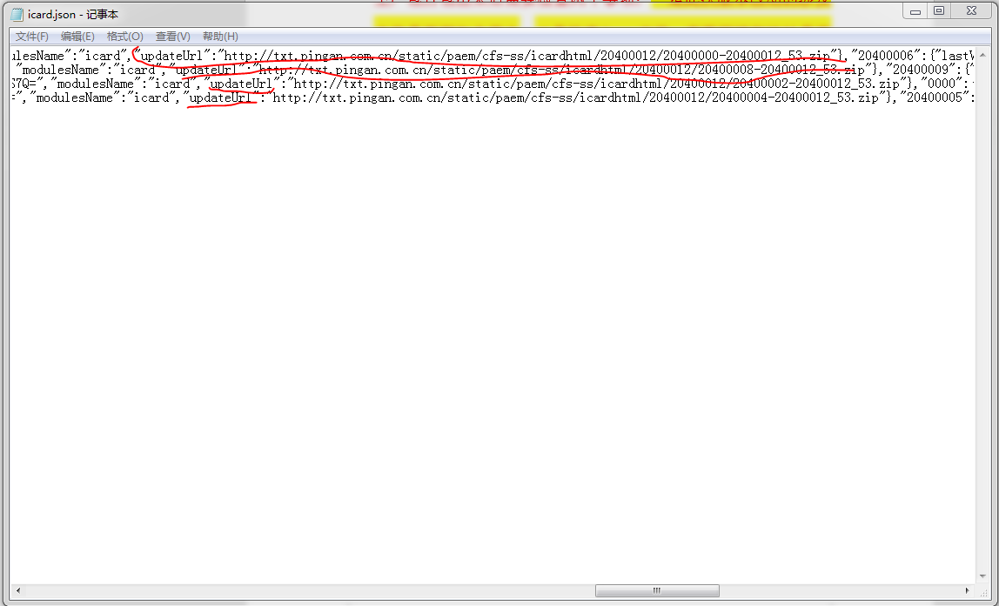 icard.json - 记事本
文件(F) 编辑(E) 格式(O) 查看(V) 帮助(H)
ulesName":"icard","updateUrl":"http://txt.pingan.com.cn/static/paem/cfs-ss/icardhtml/20400012/20400000-20400012_53.zip"},"20400006":{"lastV
"modulesName":"icard","updateUrl":"http://txt.pingan.com.cn/static/paem/cfs-ss/icardhtml/20400012/20400008-20400012_53.zip"},"20400009":{"
S7Q=","modulesName":"icard","updateUrl":"http://txt.pingan.com.cn/static/paem/cfs-ss/icardhtml/20400012/20400002-20400012_53.zip"},"0000":
=","modulesName":"icard","updateUrl":"http://txt.pingan.com.cn/static/paem/cfs-ss/icardhtml/20400012/20400004-20400012_53.zip"},"20400005":